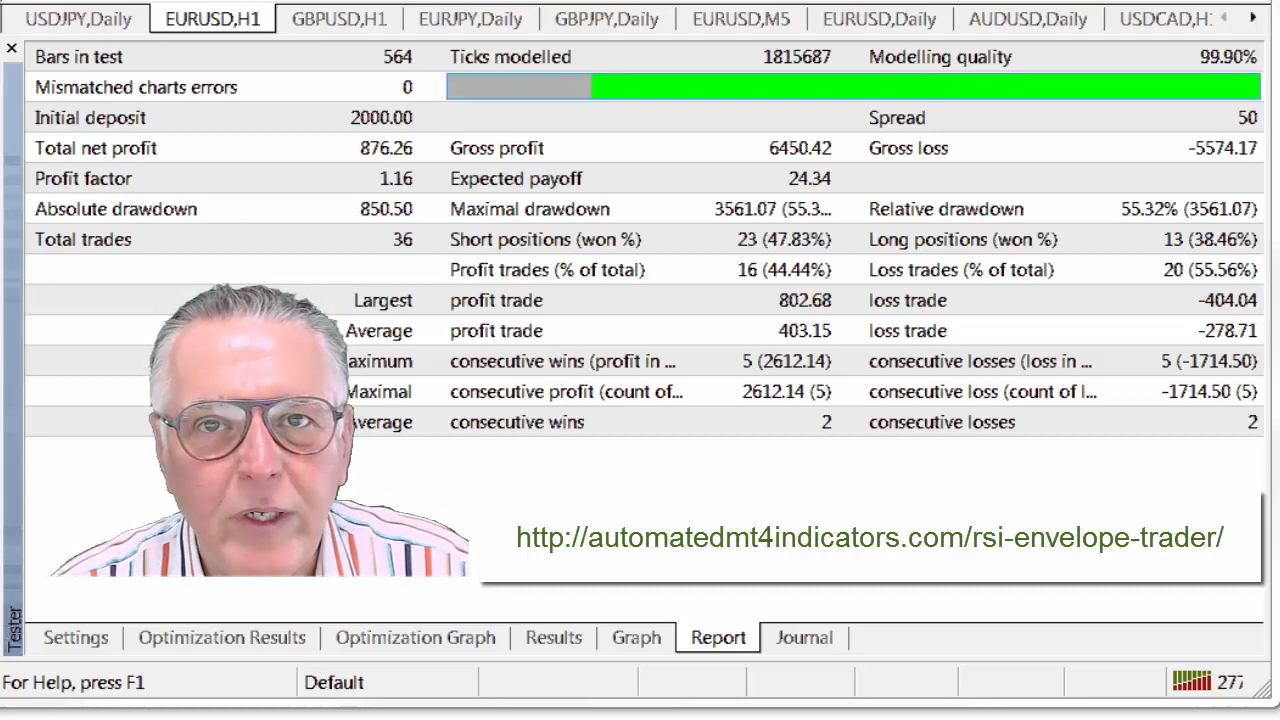 USDJPY,Daily EURUSD,H1 GBPUSD,H1 EURJPY,Daily GBPJPY,Daily EURUSD,M5 EURUSD,Daily AUDUSD,Daily USDCAD,H:
Bars in test 564 Ticks modelled 1815687 Modelling quality 99.90%
Mismatched charts errors 0
Initial deposit 2000.00 Spread 50
Total net profit 876.26 Gross profit 6450.42 Gross loss -5574.17
Profit factor 1.16 Expected payoff 24.34
Absolute drawdown 850.50 Maximal drawdown 3561.07 (55.3... Relative drawdown 55.32% (3561.07)
Total trades 36 Short positions (won %) 23 (47.83%) Long positions (won %) 13 (38.46%)
Profit trades (% of total) 16 (44.44%) Loss trades (% of total) 20 (55.56%)
Largest profit trade 802.68 loss trade -404.04
Average profit trade 403.15 loss trade -278.71
aximum consecutive wins (profit in ... 5 (2612.14) consecutive losses (loss in ... 5 (-1714.50)
Maximal consecutive profit (count of... 2612.14 (5) consecutive loss (count of l... -1714.50 (5)
Average consecutive wins 2 consecutive losses 2
http://automatedmt4indicators.com/rsi-envelope-trader/
Tester
Settings Optimization Results Optimization Graph Results Graph Report Journal
For Help, press F1 Default 277